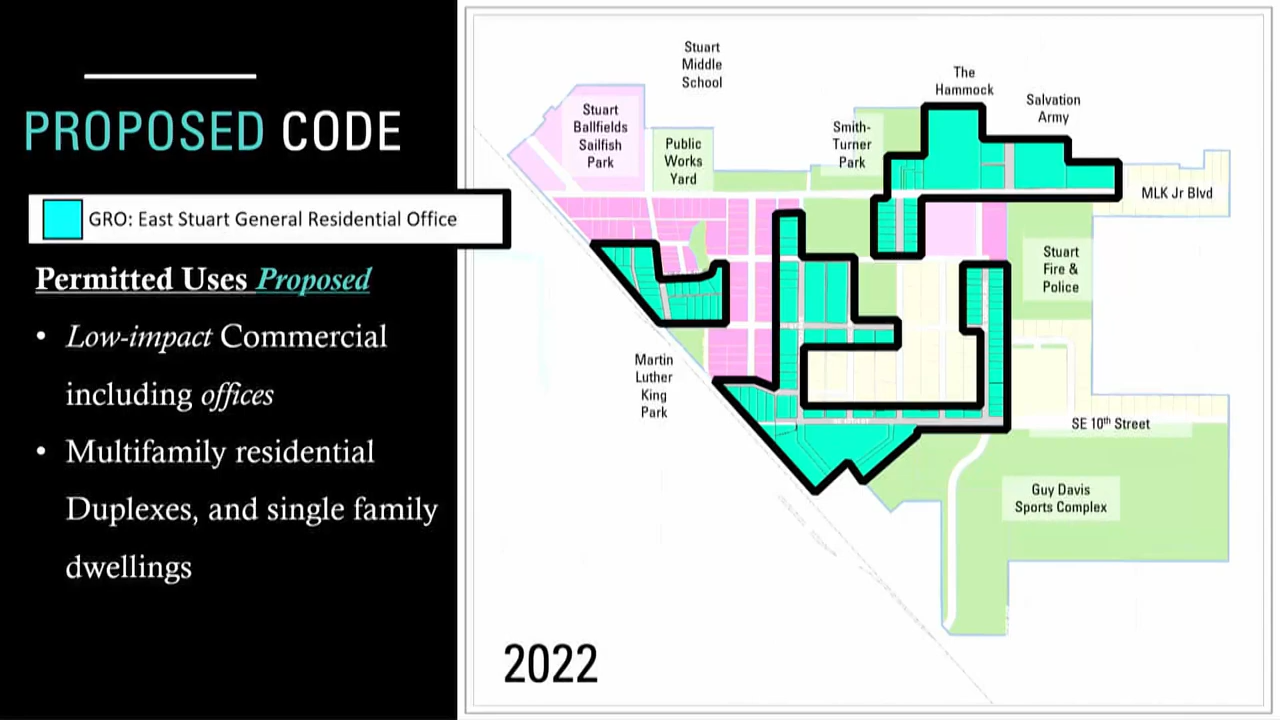 PROPOSED CODE
GRO: East Stuart General Residential Office
Permitted Uses Proposed
• Low-impact Commercial
including offices
• Multifamily residential
Duplexes, and single family
dwellings
Stuart
Middle
School
The
Hammock
Salvation
Army
Stuart
Ballfields
Sailfish
Park
Public
Works
Yard
Smith-
Turner
Park
MLK Jr Blvd
Stuart
Fire &
Police
Martin
Luther
King
Park
SE 10th Street
Guy Davis
Sports Complex
2022